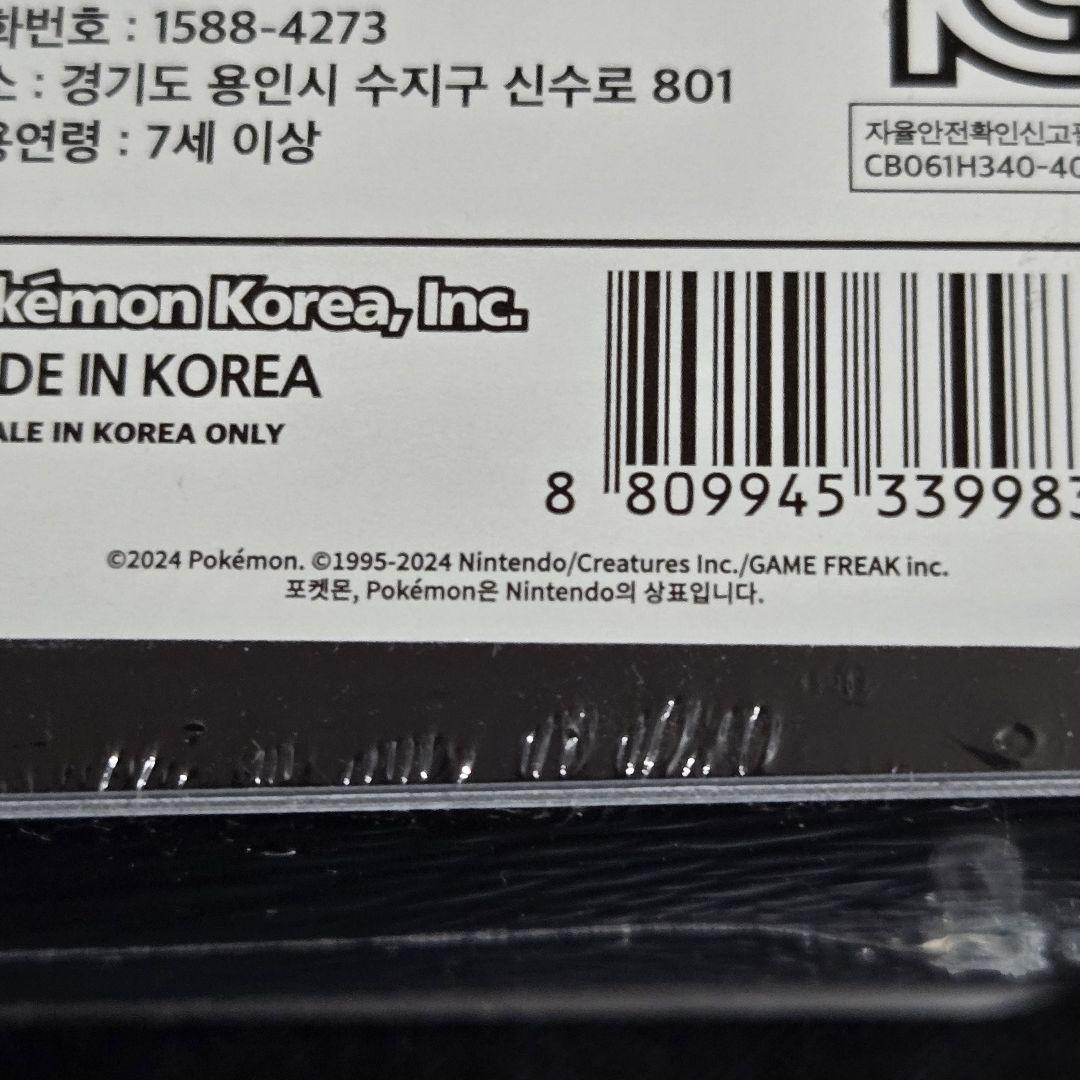 화번호 : 1588-4273
소 : 경기도 용인시 수지구 신수로 801
용연령 : 7세 이상
자율안전확인신고필
CB061H340-40
kémon Korea, Inc.
DE IN KOREA
ALE IN KOREA ONLY
8 809945 339983
©2024 Pokémon. ©1995-2024 Nintendo/Creatures Inc./GAME FREAK inc.
포켓몬, Pokémon은 Nintendo의 상표입니다.